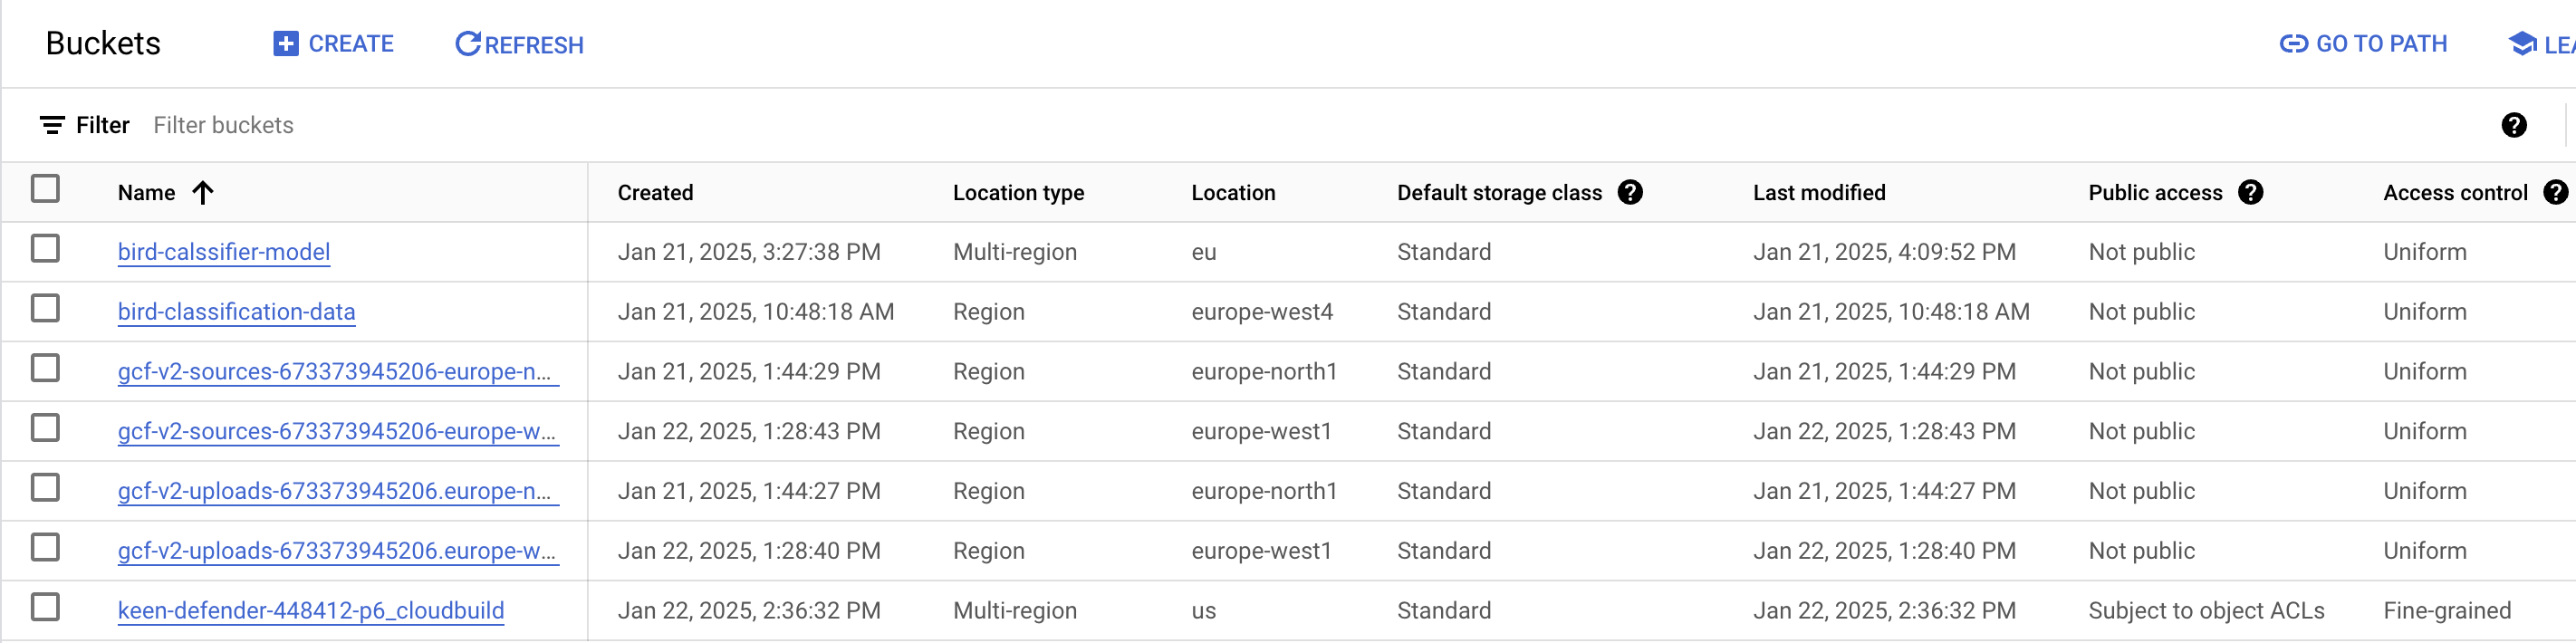 Buckets CREATE REFRESH GO TO PATH
Filter Filter buckets
Name Created Location type Location Default storage class Last modified Public access Access control
bird-calssifier-model Jan 21, 2025, 3:27:38 PM Multi-region eu Standard Jan 21, 2025, 4:09:52 PM Not public Uniform
bird-classification-data Jan 21, 2025, 10:48:18 AM Region europe-west4 Standard Jan 21, 2025, 10:48:18 AM Not public Uniform
gcf-v2-sources-673373945206-europe-n... Jan 21, 2025, 1:44:29 PM Region europe-north1 Standard Jan 21, 2025, 1:44:29 PM Not public Uniform
gcf-v2-sources-673373945206-europe-w... Jan 22, 2025, 1:28:43 PM Region europe-west1 Standard Jan 22, 2025, 1:28:43 PM Not public Uniform
gcf-v2-uploads-673373945206.europe-n... Jan 21, 2025, 1:44:27 PM Region europe-north1 Standard Jan 21, 2025, 1:44:27 PM Not public Uniform
gcf-v2-uploads-673373945206.europe-w... Jan 22, 2025, 1:28:40 PM Region europe-west1 Standard Jan 22, 2025, 1:28:40 PM Not public Uniform
keen-defender-448412-p6_cloudbuild Jan 22, 2025, 2:36:32 PM Multi-region us Standard Jan 22, 2025, 2:36:32 PM Subject to object ACLs Fine-grained